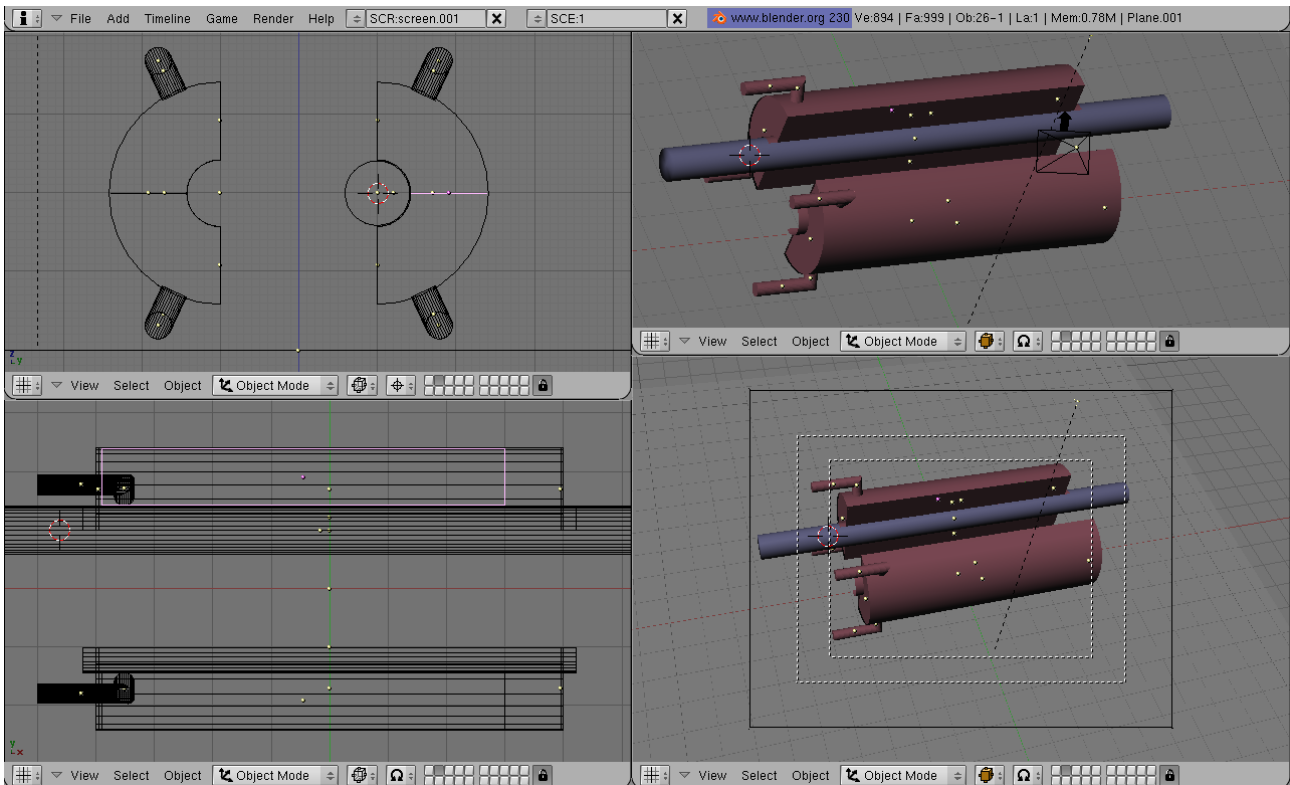 File Add Timeline Game Render Help SCR:screen.001 SCE:1 www.blender.org 230 Ve:894 | Fa:999 | Ob:26-1 | La:1 | Mem:0.78M | Plane.001
z
y
View Select Object Object Mode
View Select Object Object Mode
y
x
View Select Object Object Mode
View Select Object Object Mode